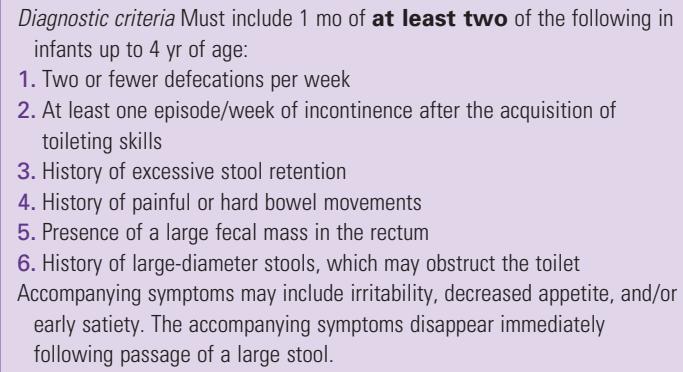 Diagnostic criteria Must include 1 mo of at least two of the following in
infants up to 4 yr of age:
1. Two or fewer defecations per week
2. At least one episode/week of incontinence after the acquisition of
toileting skills
3. History of excessive stool retention
4. History of painful or hard bowel movements
5. Presence of a large fecal mass in the rectum
6. History of large-diameter stools, which may obstruct the toilet
Accompanying symptoms may include irritability, decreased appetite, and/or
early satiety. The accompanying symptoms disappear immediately
following passage of a large stool.